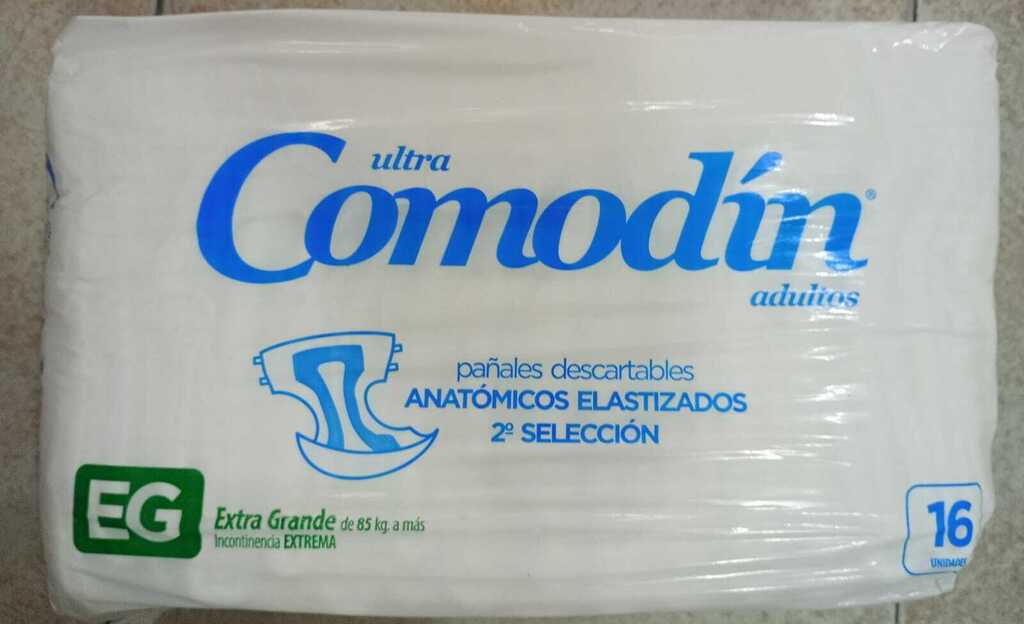 ultra
Comodín®
adultos
pañales descartables
ANATÓMICOS ELASTIZADOS
2º SELECCIÓN
EG
Extra Grande de 85 kg. a más
Incontinencia EXTREMA
16
UNIDADES